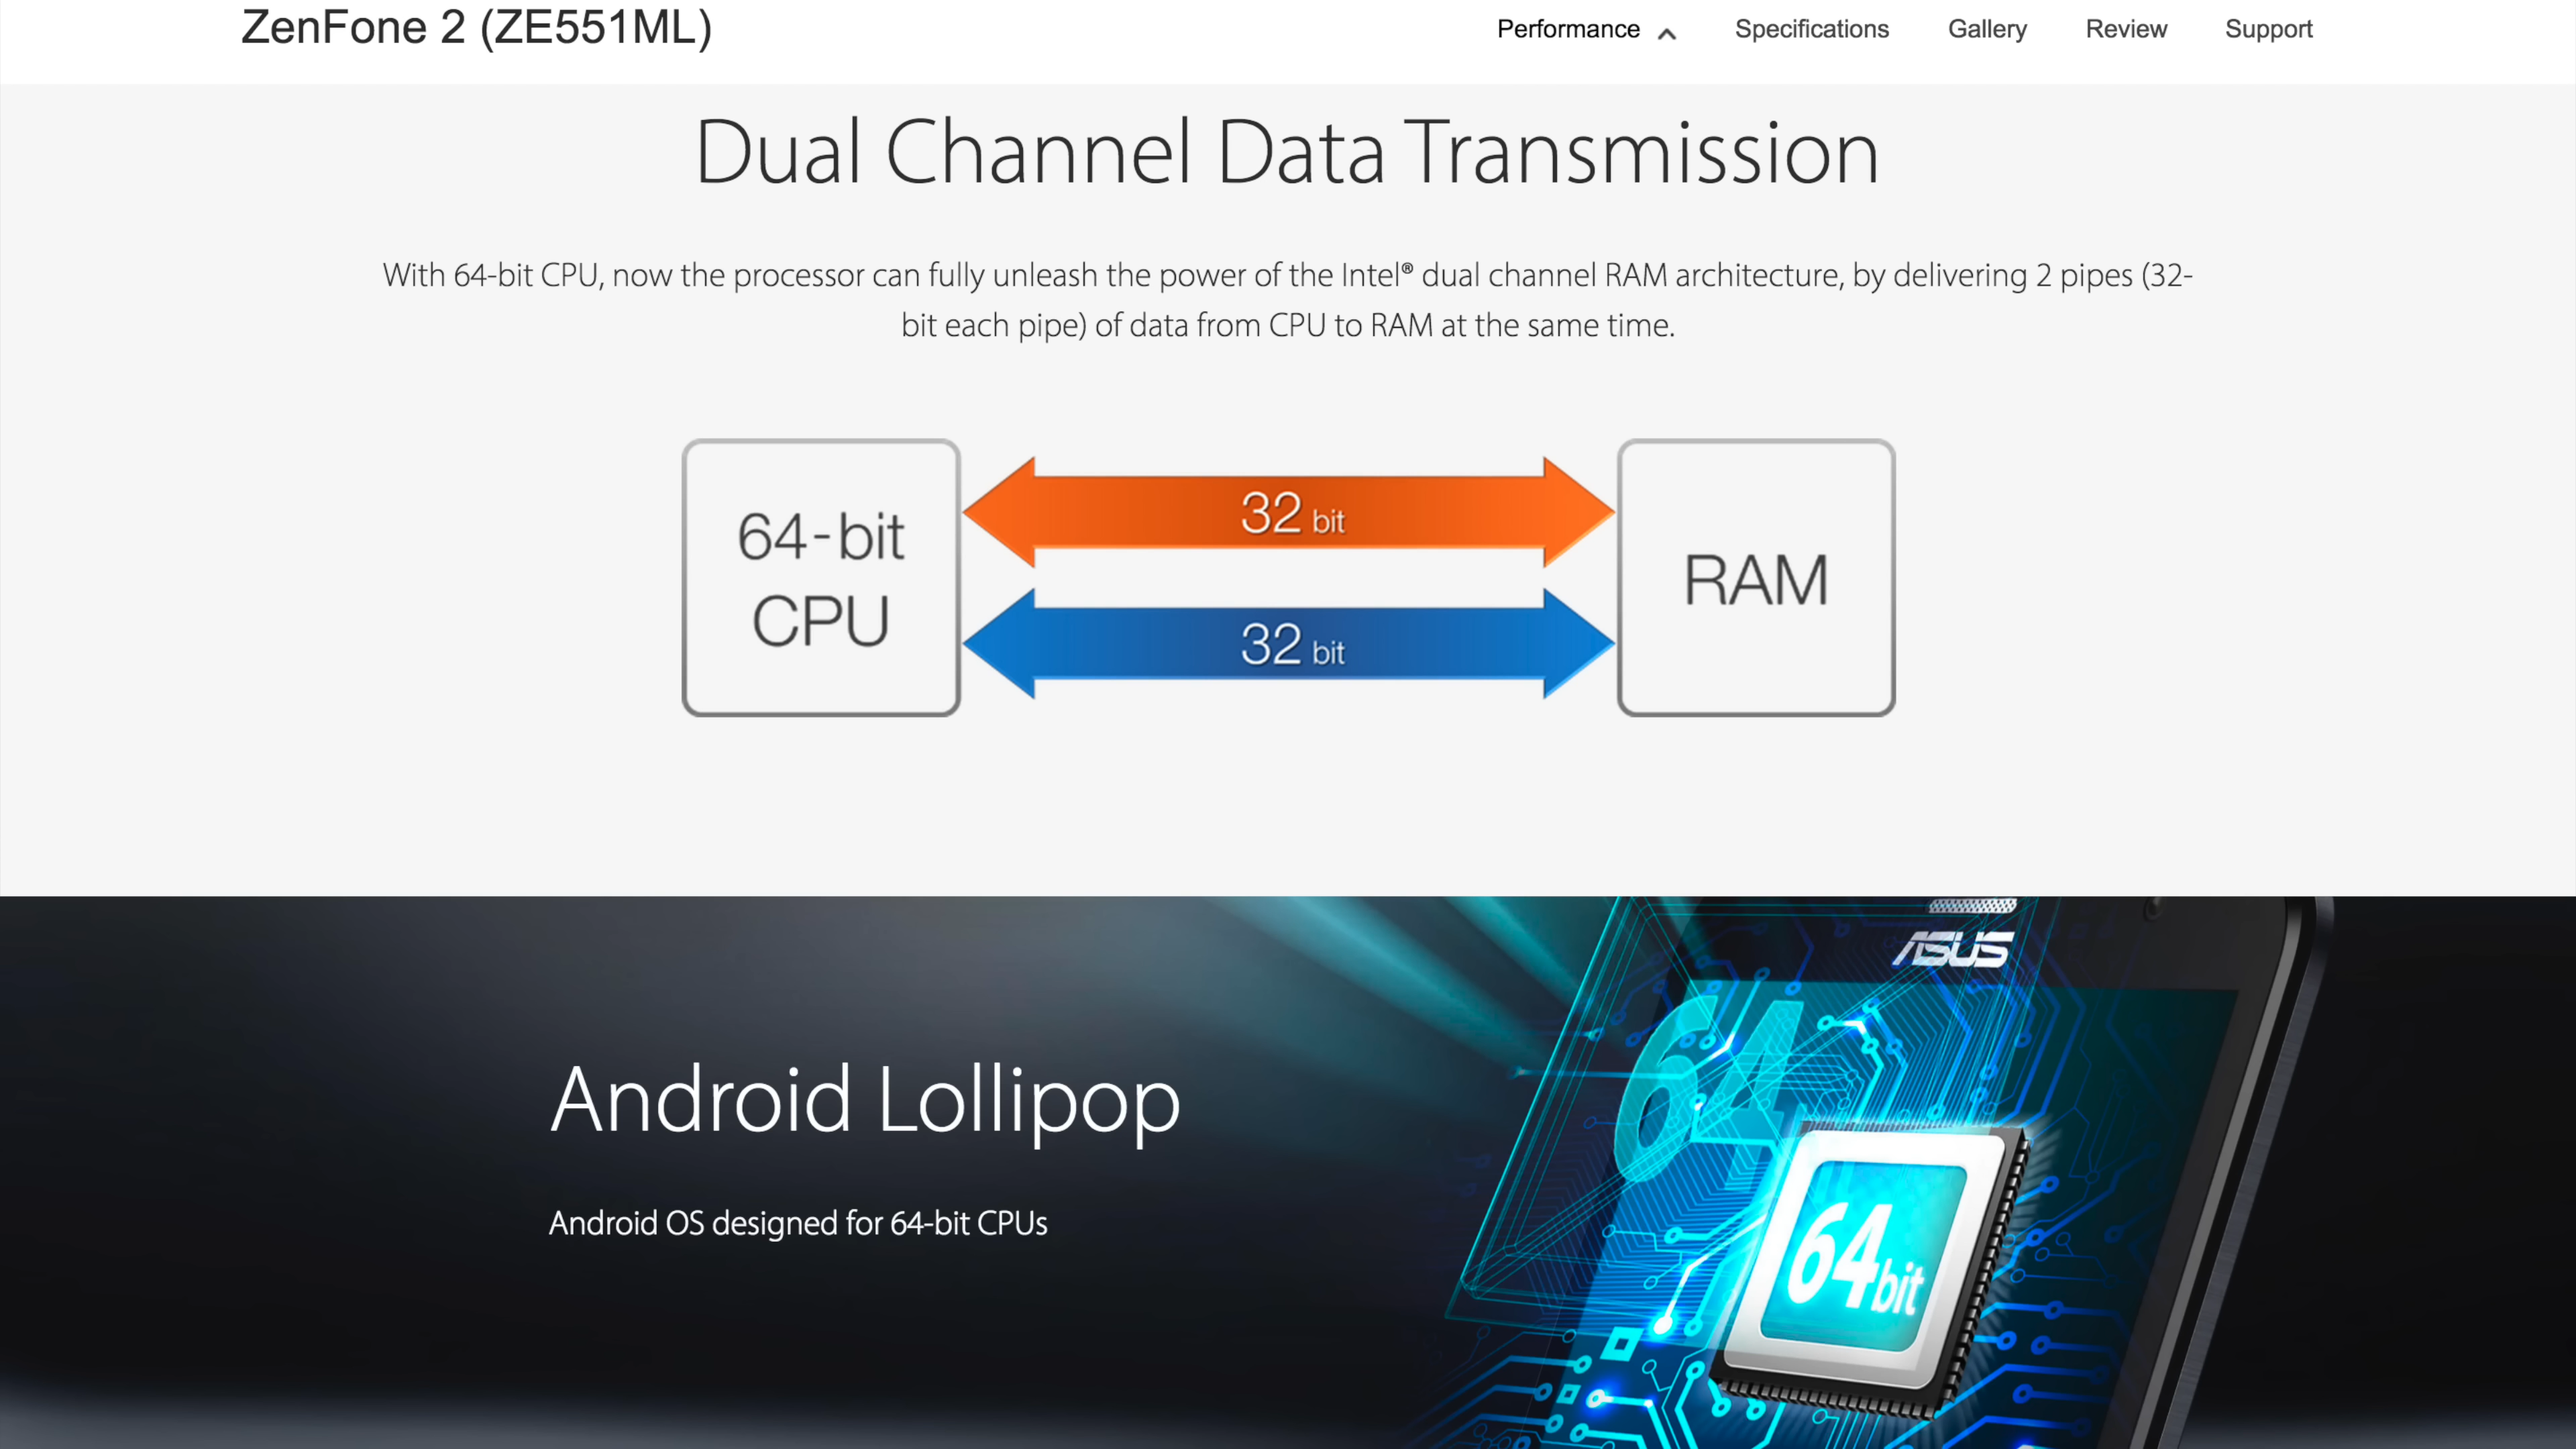 ZenFone 2 (ZE551ML)
Performance Specifications Gallery Review Support
Dual Channel Data Transmission
With 64-bit CPU, now the processor can fully unleash the power of the Intel® dual channel RAM architecture, by delivering 2 pipes (32-
bit each pipe) of data from CPU to RAM at the same time.
64-bit
CPU
32 bit
32 bit
RAM
ASUS
64
Android Lollipop
Android OS designed for 64-bit CPUs
64bit